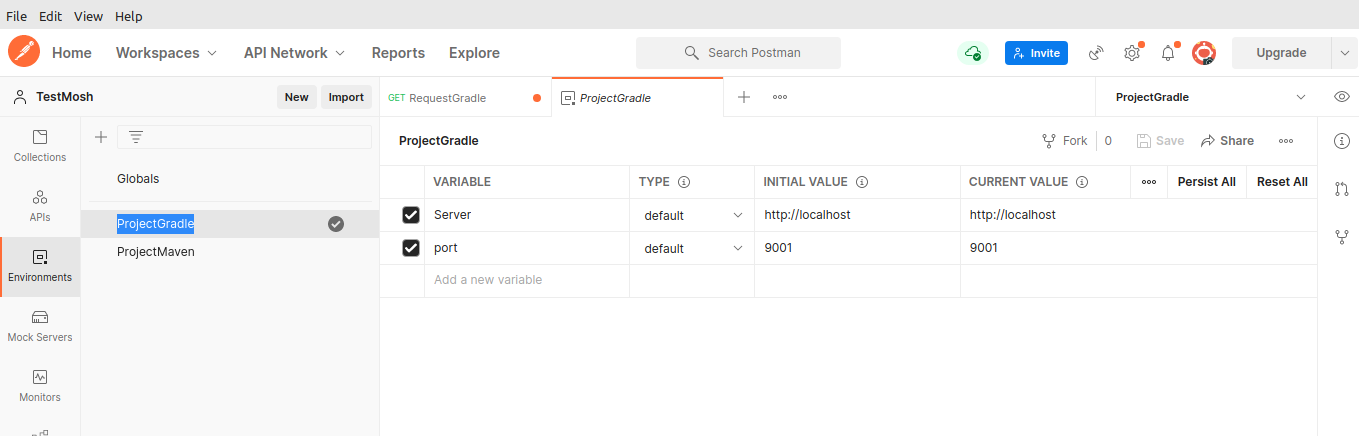 File Edit View Help
Home Workspaces API Network Reports Explore Search Postman Invite Upgrade
TestMosh New Import GET RequestGradle ProjectGradle ProjectGradle
ProjectGradle Fork 0 Save Share
Collections
Globals
VARIABLE TYPE INITIAL VALUE CURRENT VALUE Persist All Reset All
APIs
ProjectGradle Server default http://localhost http://localhost
ProjectMaven port default 9001 9001
Environments
Add a new variable
Mock Servers
Monitors